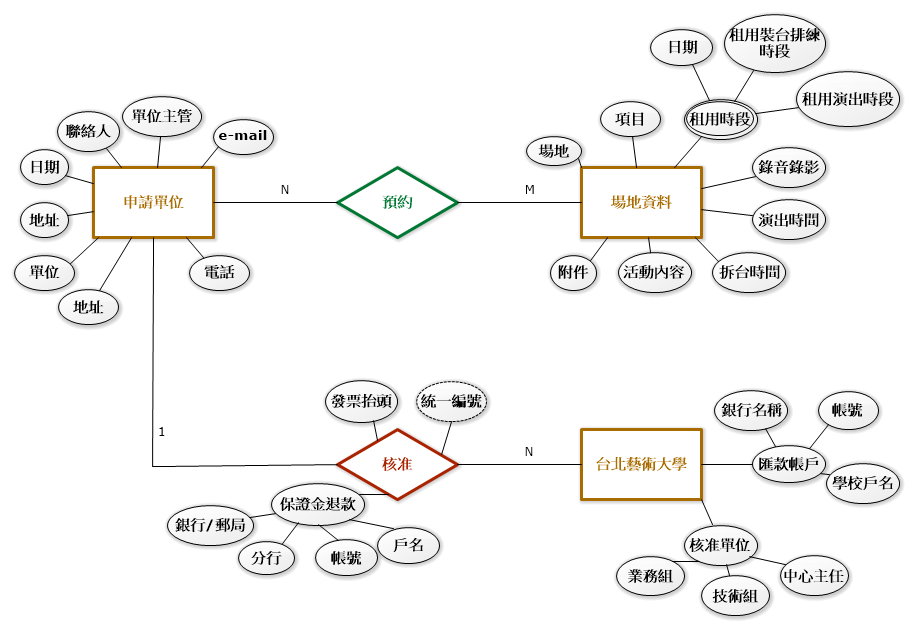 日期
租用裝台排練
時段
租用演出時段
單位主管
聯絡人
e-mail
項目
租用時段
場地
日期
錄音錄影
申請單位
N
預約
M
場地資料
地址
演出時間
單位
電話
附件
活動內容
拆台時間
地址
發票抬頭
統一編號
銀行名稱
帳號
1
核准
N
台北藝術大學
匯款帳戶
學校戶名
保證金退款
銀行/郵局
分行
帳號
戶名
核准單位
業務組
技術組
中心主任